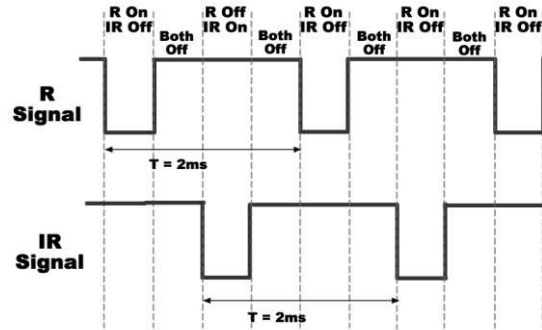 R On
IR Off
Both
Off
R Off
IR On
Both
Off
R On
IR Off
Both
Off
R Off
IR On
Both
Off
R On
IR Off
R
Signal
T = 2ms
IR
Signal
T = 2ms